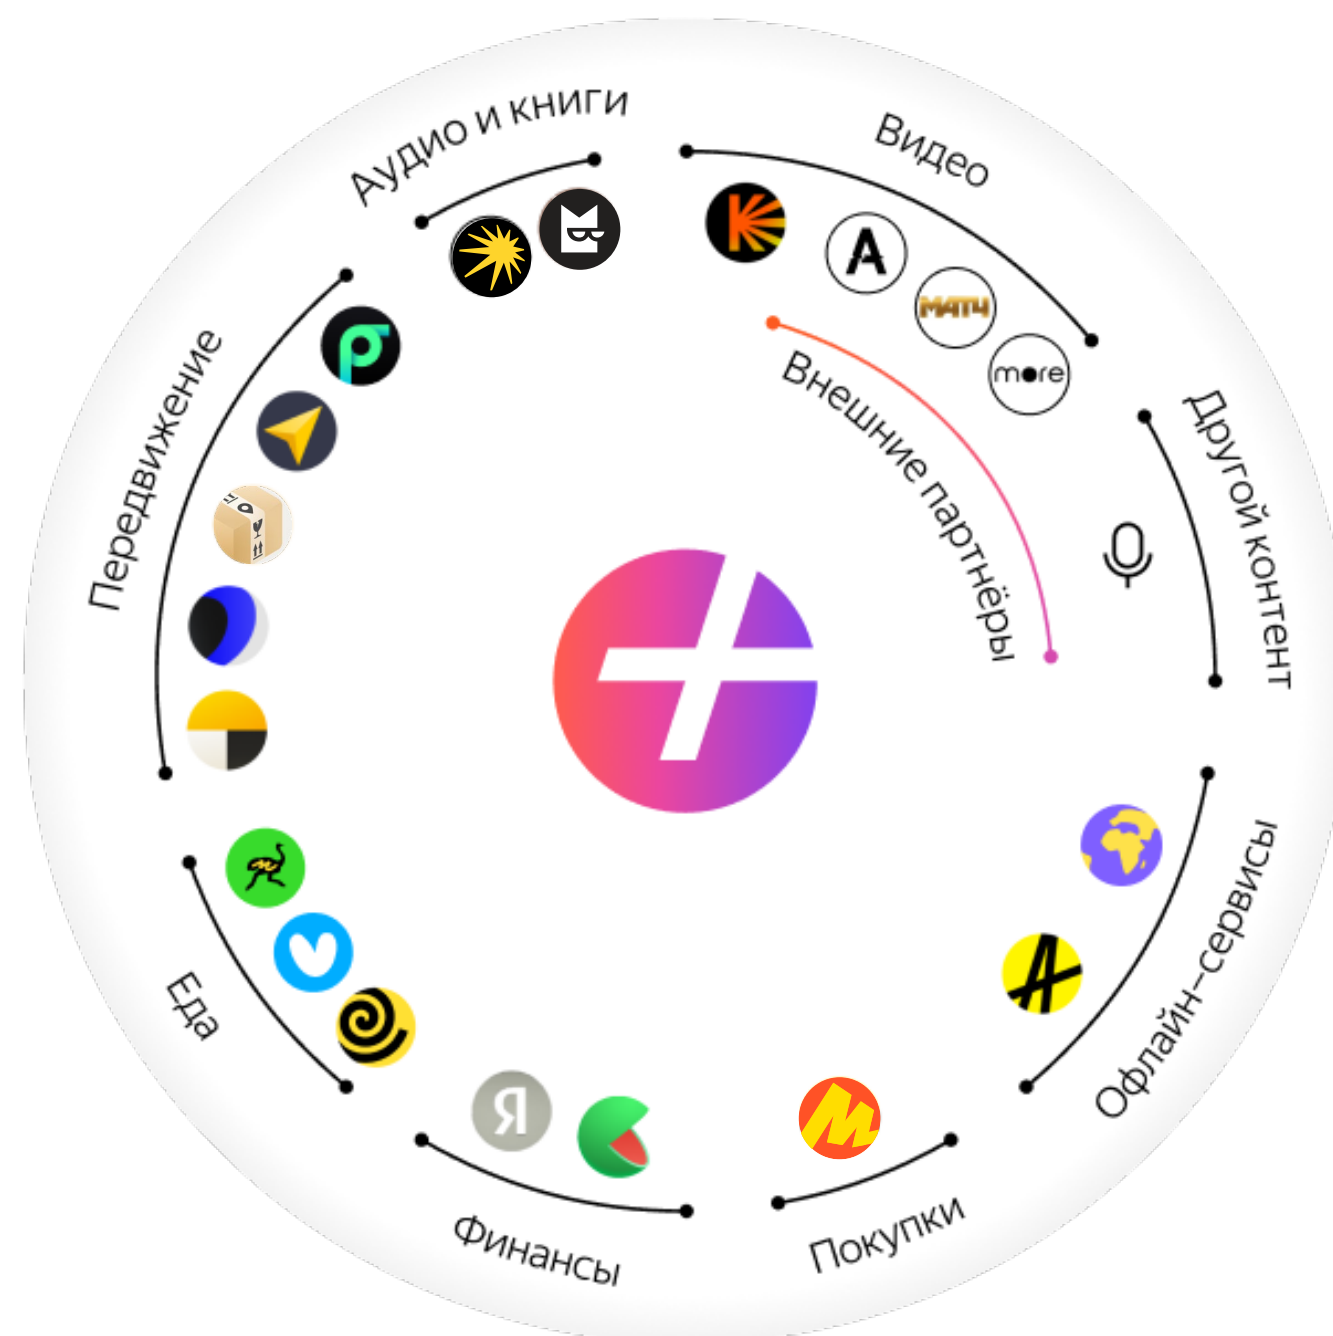 Аудио и книги
Видео
Передвижение
Внешние партнёры
Другой контент
МАТЧ
more
А
Еда
Офлайн-сервисы
Я
Финансы
Покупки